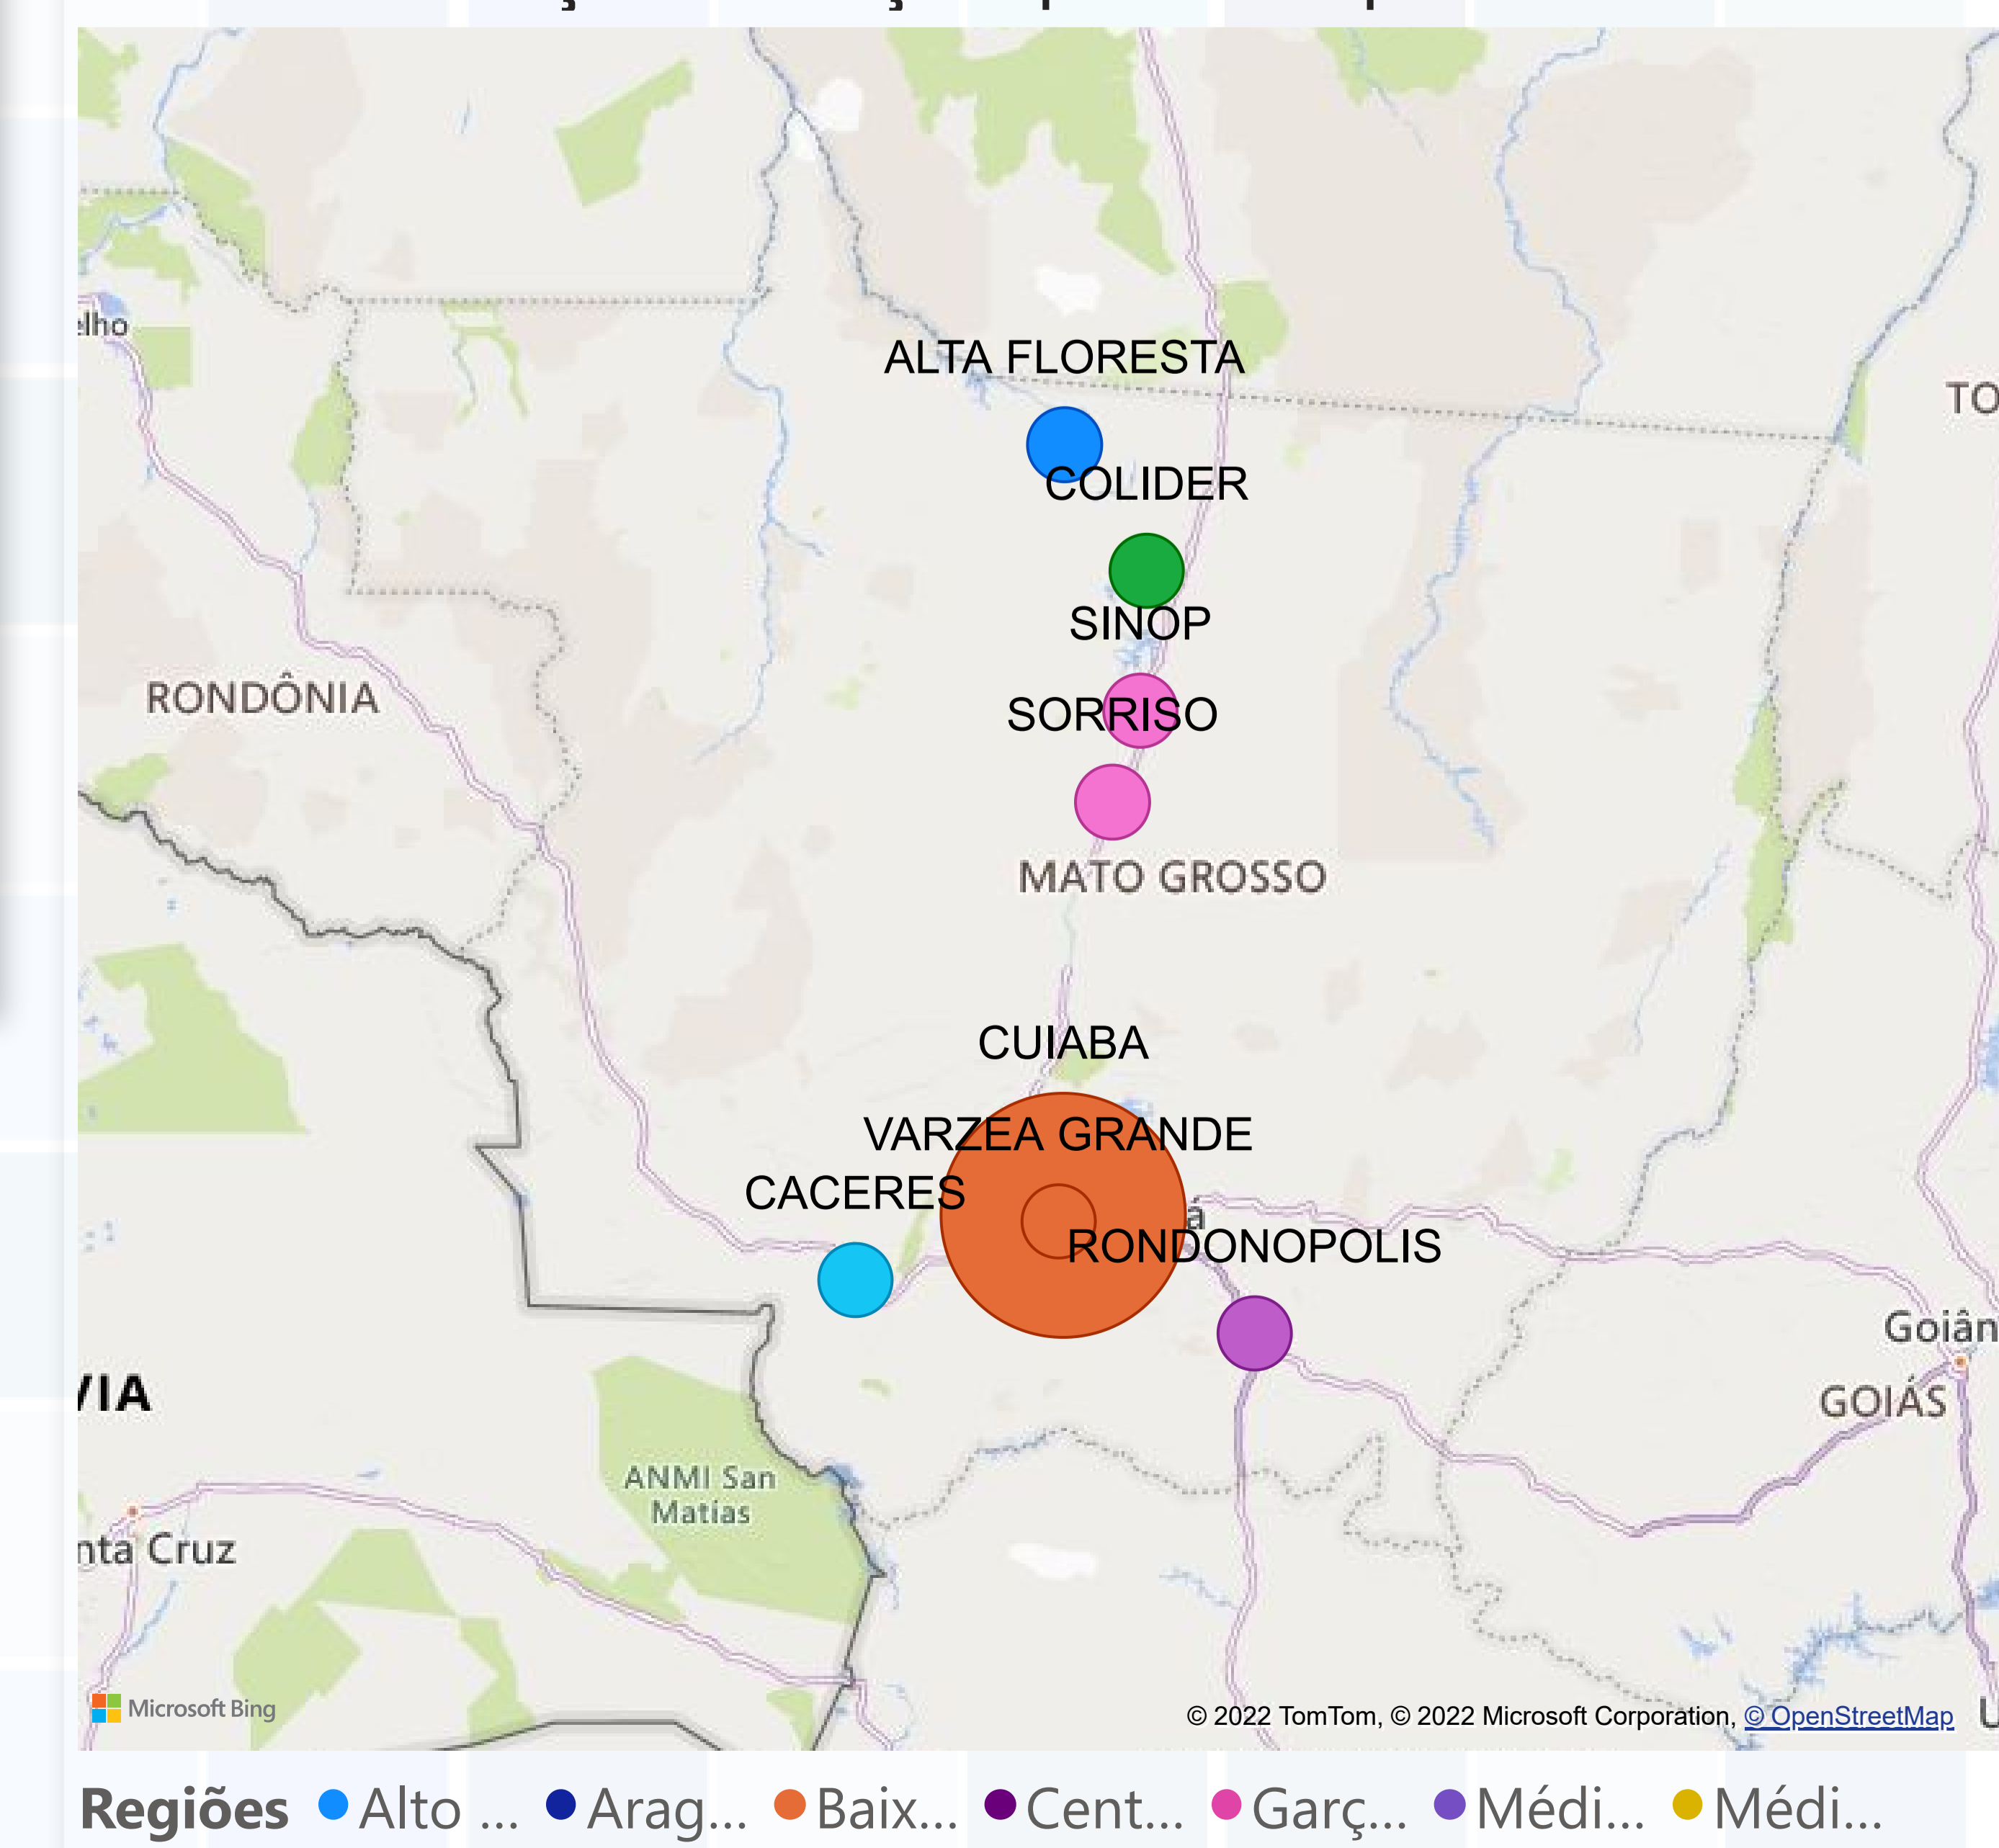 elho
ALTA FLORESTA
TO
COLIDER
SINOP
RONDÔNIA
SORRISO
MATO GROSSO
CUIABA
VARZEA GRANDE
CACERES
a
RONDONOPOLIS
Goiân
VIA
GOIÁS
ANMI San
Matías
nta Cruz
Microsoft Bing
© 2022 TomTom, © 2022 Microsoft Corporation, © OpenStreetMap
U
Regiões Alto ... Arag... Baix... Cent... Garç... Médi... Médi...